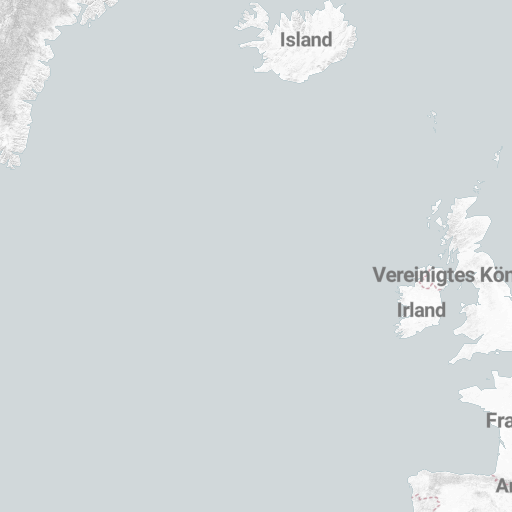 Island
Vereinigtes Kön
Irland
Fra
An